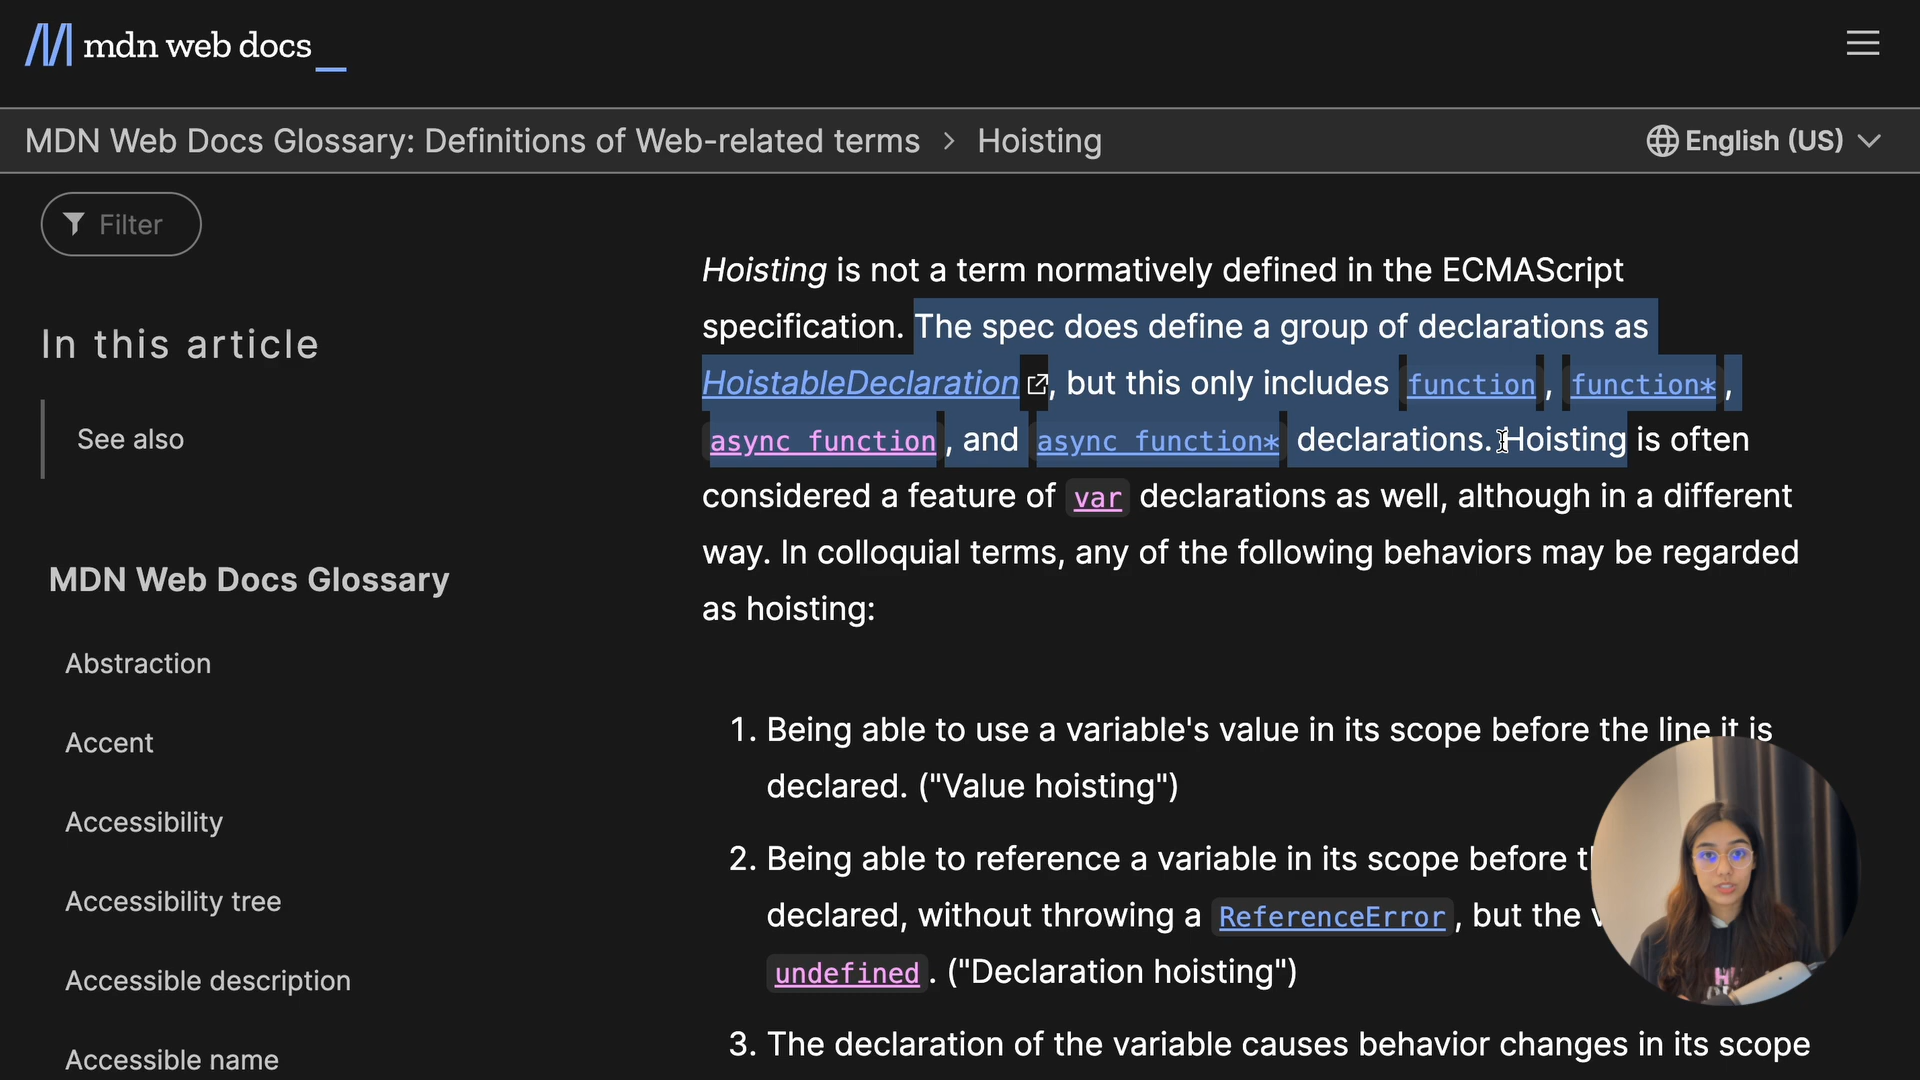 mdn web docs_
MDN Web Docs Glossary: Definitions of Web-related terms > Hoisting
English (US)
Filter
In this article
See also
MDN Web Docs Glossary
Abstraction
Accent
Accessibility
Accessibility tree
Accessible description
Accessible name
Hoisting is not a term normatively defined in the ECMAScript
specification. The spec does define a group of declarations as
HoistableDeclaration, but this only includes function, function*,
async function, and async function* declarations. Hoisting is often
considered a feature of var declarations as well, although in a different
way. In colloquial terms, any of the following behaviors may be regarded
as hoisting:
1. Being able to use a variable's value in its scope before the line it is
declared. ("Value hoisting")
2. Being able to reference a variable in its scope before
declared, without throwing a ReferenceError, but the
undefined. ("Declaration hoisting")
3. The declaration of the variable causes behavior changes in its scope